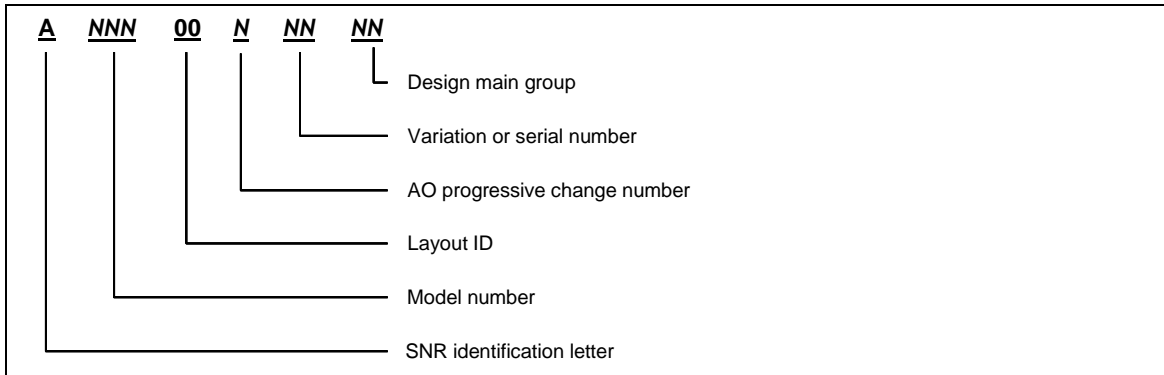 A NNN 00 N NN NN
Design main group
Variation or serial number
AO progressive change number
Layout ID
Model number
SNR identification letter